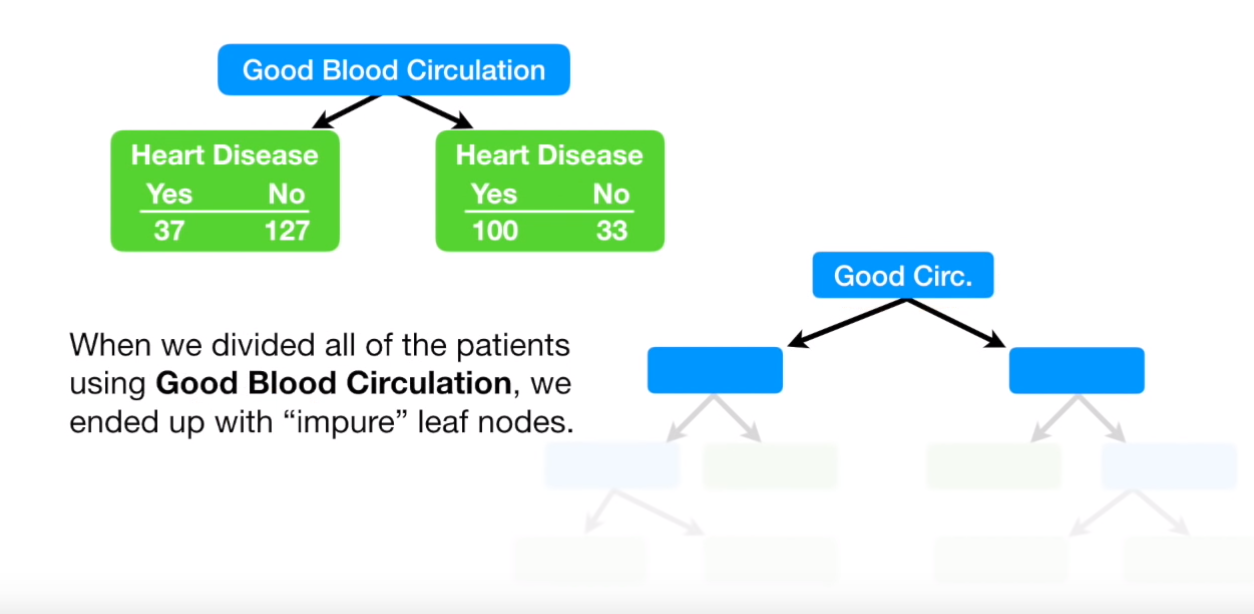 Good Blood Circulation
Heart Disease
Yes No
37 127
Heart Disease
Yes No
100 33
Good Circ.
When we divided all of the patients
using Good Blood Circulation, we
ended up with “impure” leaf nodes.